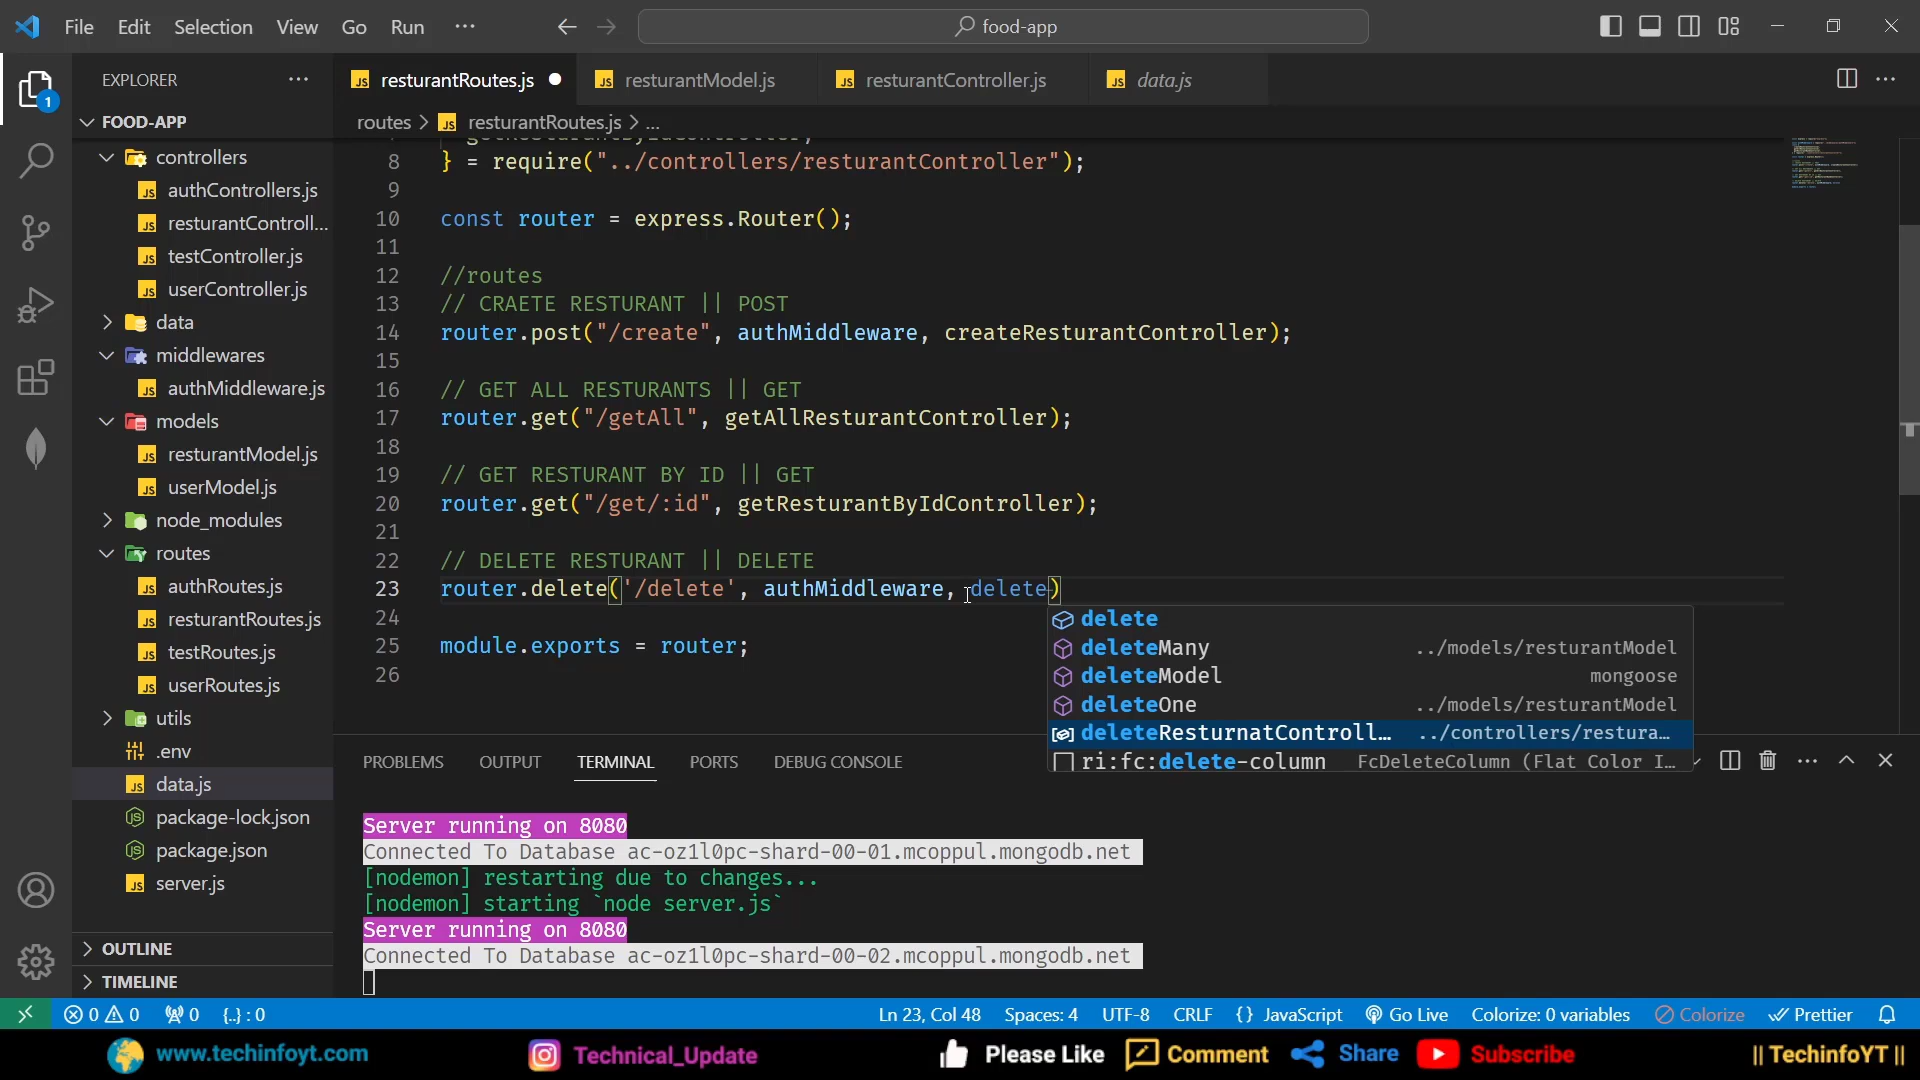 File Edit Selection View Go Run ···
food-app
EXPLORER ···
resturantRoutes.js
resturantModel.js
resturantController.js
data.js
FOOD-APP
routes > resturantRoutes.js > ...
1
controllers
authControllers.js
resturantControll...
testController.js
userController.js
data
middlewares
authMiddleware.js
models
resturantModel.js
userModel.js
node_modules
routes
authRoutes.js
resturantRoutes.js
testRoutes.js
userRoutes.js
utils
.env
data.js
package-lock.json
package.json
server.js
OUTLINE
TIMELINE
8 } = require("../controllers/resturantController");
9
10 const router = express.Router();
11
12 //routes
13 // CRAETE RESTURANT || POST
14 router.post("/create", authMiddleware, createResturantController);
15
16 // GET ALL RESTURANTS || GET
17 router.get("/getAll", getAllResturantController);
18
19 // GET RESTURANT BY ID || GET
20 router.get("/get/:id", getResturantByIdController);
21
22 // DELETE RESTURANT || DELETE
23 router.delete('/delete', authMiddleware, delete)
24
25 module.exports = router;
26
delete
deleteMany ../models/resturantModel
deleteModel mongoose
deleteOne ../models/resturantModel
deleteResturnatControll... ../controllers/restura...
ri:fc:delete-column FcDeleteColumn (Flat Color I...
PROBLEMS OUTPUT TERMINAL PORTS DEBUG CONSOLE
Server running on 8080
Connected To Database ac-oz1l0pc-shard-00-01.mcoppul.mongodb.net
[nodemon] restarting due to changes...
[nodemon] starting `node server.js`
Server running on 8080
Connected To Database ac-oz1l0pc-shard-00-02.mcoppul.mongodb.net
0 0 0 {..} : 0
Ln 23, Col 48 Spaces: 4 UTF-8 CRLF {} JavaScript Go Live Colorize: 0 variables Colorize Prettier
www.techinfoyt.com Technical_Update Please Like Comment Share Subscribe || TechinfoYT ||